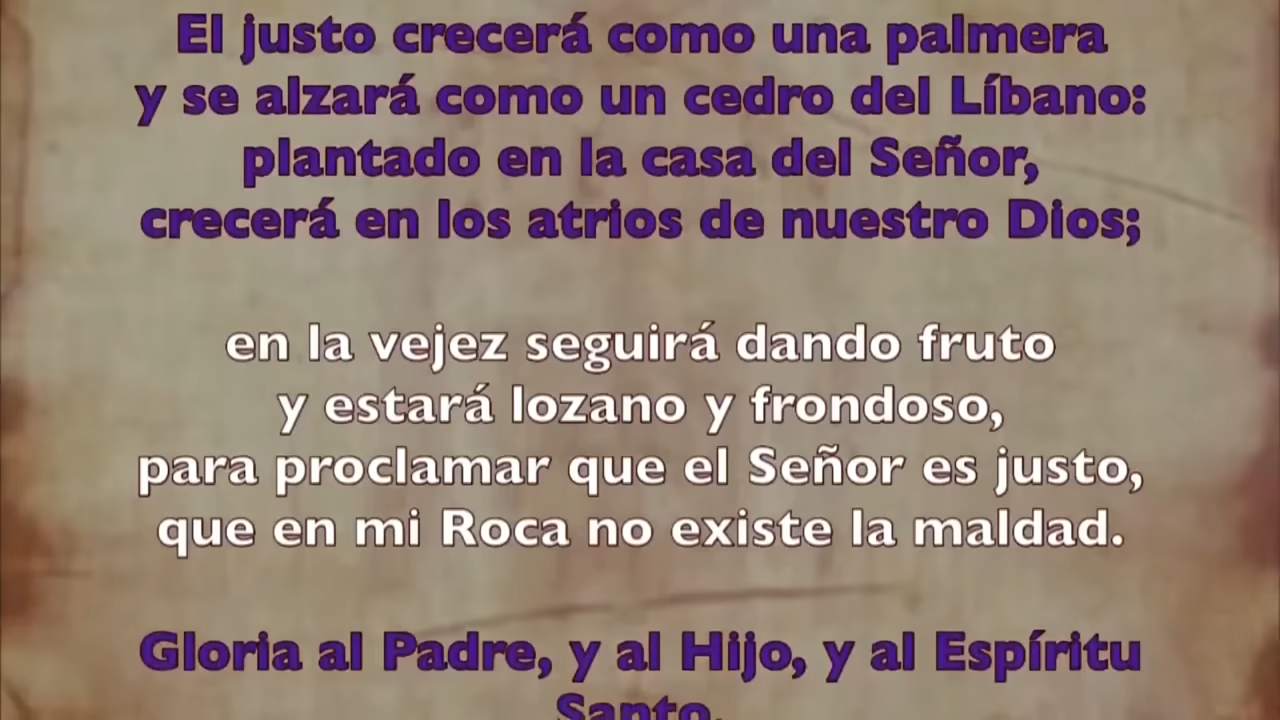 El justo crecerá como una palmera
y se alzará como un cedro del Líbano:
plantado en la casa del Señor,
crecerá en los atrios de nuestro Dios;
en la vejez seguirá dando fruto
y estará lozano y frondoso,
para proclamar que el Señor es justo,
que en mi Roca no existe la maldad.
Gloria al Padre, y al Hijo, y al Espíritu
Santo.